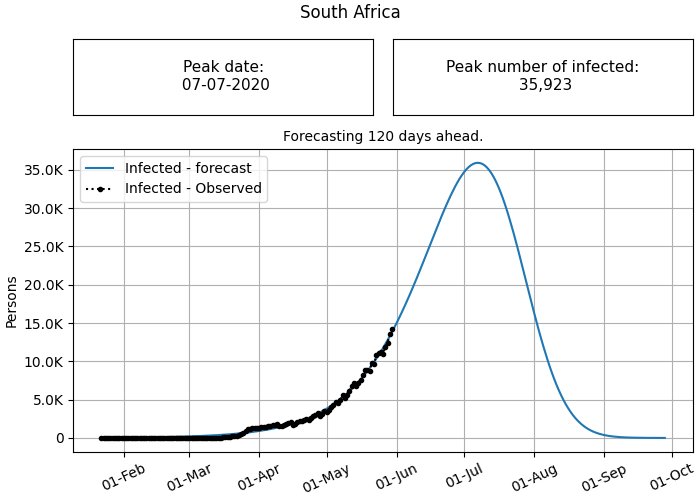 South Africa
Peak date:
07-07-2020
Peak number of infected:
35,923
Forecasting 120 days ahead.
Infected - forecast
Infected - Observed
Persons
35.0K
30.0K
25.0K
20.0K
15.0K
10.0K
5.0K
0
01-Feb
01-Mar
01-Apr
01-May
01-Jun
01-Jul
01-Aug
01-Sep
01-Oct